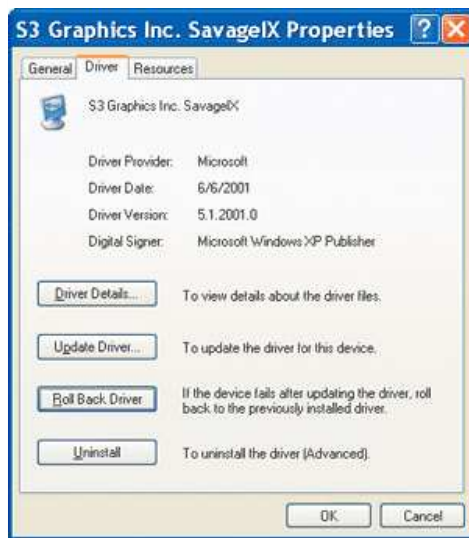 S3 Graphics Inc. SavageIX Properties
General Driver Resources
S3 Graphics Inc. SavageIX
Driver Provider: Microsoft
Driver Date: 6/6/2001
Driver Version: 5.1.2001.0
Digital Signer: Microsoft Windows XP Publisher
Driver Details... To view details about the driver files.
Update Driver... To update the driver for this device.
Roll Back Driver If the device fails after updating the driver, roll
back to the previously installed driver.
Uninstall To uninstall the driver (Advanced).
OK Cancel